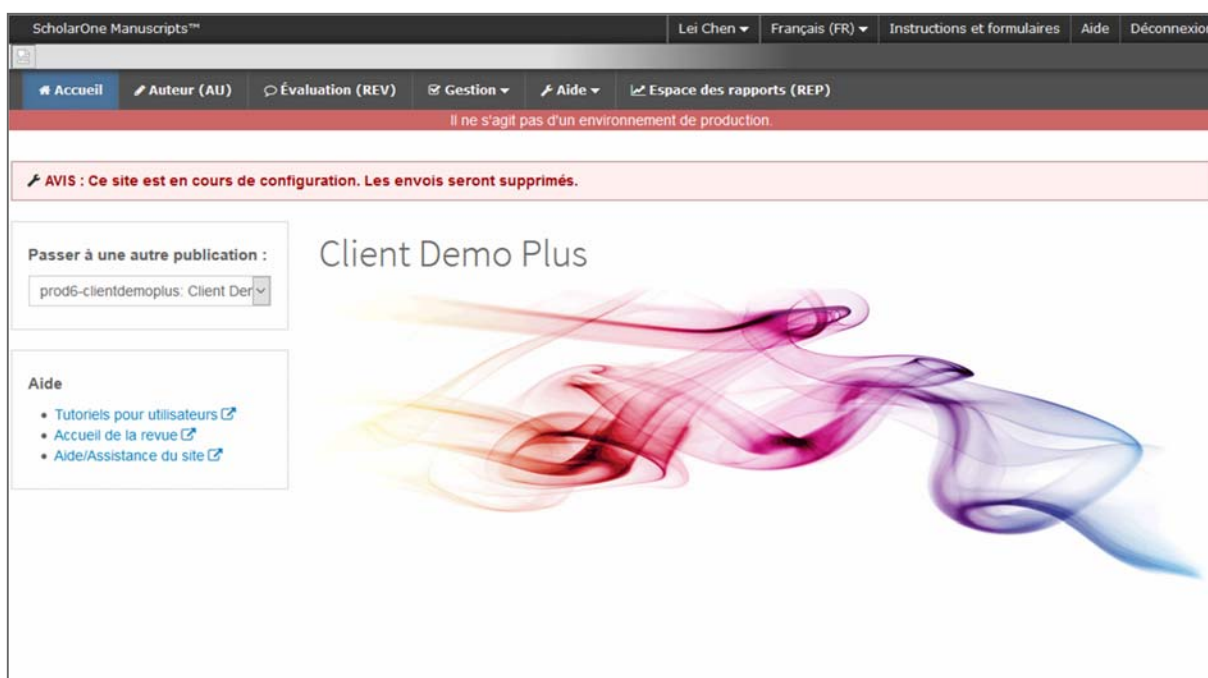 ScholarOne Manuscripts™
Lei Chen
Français (FR)
Instructions et formulaires
Aide
Déconnexion
Accueil
Auteur (AU)
Évaluation (REV)
Gestion
Aide
Espace des rapports (REP)
Il ne s'agit pas d'un environnement de production.
AVIS : Ce site est en cours de configuration. Les envois seront supprimés.
Passer à une autre publication :
prod6-clientdemoplus: Client Der
Aide
Tutoriels pour utilisateurs
Accueil de la revue
Aide/Assistance du site
Client Demo Plus